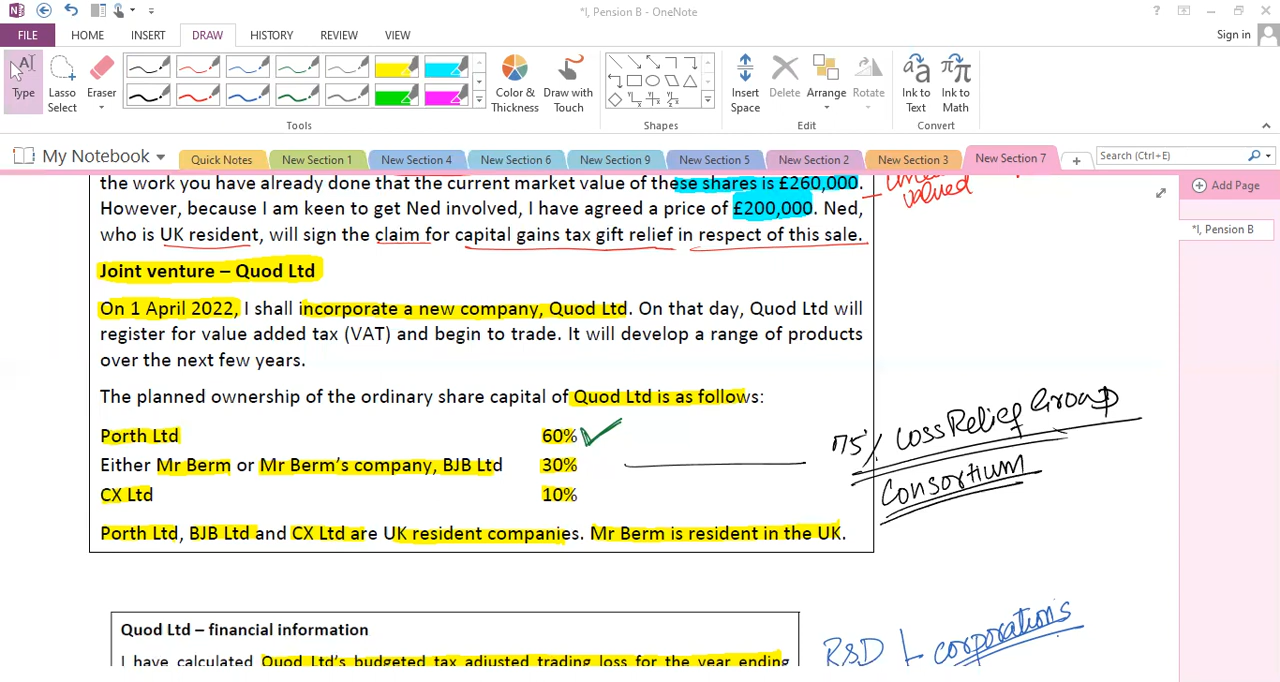 *I, Pension B - OneNote
?
FILE HOME INSERT DRAW HISTORY REVIEW VIEW
Sign in
Type Lasso Select Eraser Color & Thickness Draw with Touch Insert Space Delete Arrange Rotate Ink to Text Ink to Math
Tools Shapes Edit Convert
My Notebook Quick Notes New Section 1 New Section 4 New Section 6 New Section 9 New Section 5 New Section 2 New Section 3 New Section 7 Search (Ctrl+E)
Add Page
*I, Pension B
the work you have already done that the current market value of these shares is £260,000.
valued
However, because I am keen to get Ned involved, I have agreed a price of £200,000. Ned,
who is UK resident, will sign the claim for capital gains tax gift relief in respect of this sale.
Joint venture – Quod Ltd
On 1 April 2022, I shall incorporate a new company, Quod Ltd. On that day, Quod Ltd will
register for value added tax (VAT) and begin to trade. It will develop a range of products
over the next few years.
The planned ownership of the ordinary share capital of Quod Ltd is as follows:
Porth Ltd 60%
Either Mr Berm or Mr Berm's company, BJB Ltd 30%
CX Ltd 10%
75% Loss Relief Group
Consortium
Porth Ltd, BJB Ltd and CX Ltd are UK resident companies. Mr Berm is resident in the UK.
Quod Ltd – financial information
I have calculated Quod Ltd's budgeted tax adjusted trading loss for the year ending
R&D
corporations